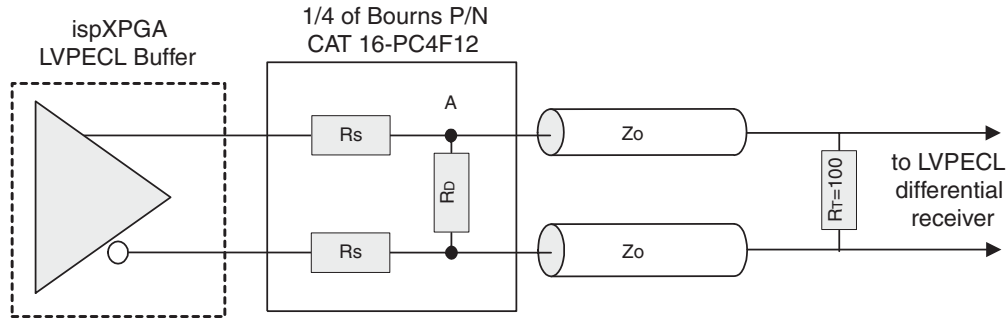 ispXPGA
LVPECL Buffer
1/4 of Bourns P/N
CAT 16-PC4F12
A
Rs
Zo
RD
RT=100
to LVPECL
differential
receiver
Rs
Zo